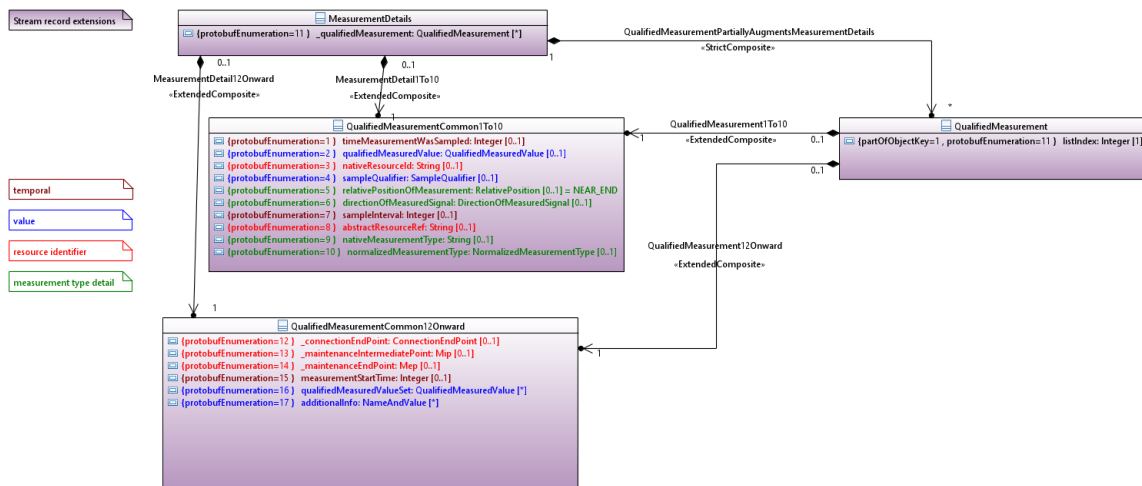 Stream record extensions
MeasurementDetails
{protobufEnumeration=11 } _qualifiedMeasurement: QualifiedMeasurement [*]
QualifiedMeasurementPartiallyAugmentsMeasurementDetails
«StrictComposite»
1
*
0..1
MeasurementDetail12Onward
«ExtendedComposite»
0..1
MeasurementDetail1To10
«ExtendedComposite»
1
QualifiedMeasurementCommon1To10
{protobufEnumeration=1 } timeMeasurementWasSampled: Integer [0..1]
{protobufEnumeration=2 } qualifiedMeasuredValue: QualifiedMeasuredValue [0..1]
{protobufEnumeration=3 } nativeResourceId: String [0..1]
{protobufEnumeration=4 } sampleQualifier: SampleQualifier [0..1]
{protobufEnumeration=5 } relativePositionOfMeasurement: RelativePosition [0..1] = NEAR_END
{protobufEnumeration=6 } directionOfMeasuredSignal: DirectionOfMeasuredSignal [0..1]
{protobufEnumeration=7 } sampleInterval: Integer [0..1]
{protobufEnumeration=8 } abstractResourceRef: String [0..1]
{protobufEnumeration=9 } nativeMeasurementType: String [0..1]
{protobufEnumeration=10 } normalizedMeasurementType: NormalizedMeasurementType [0..1]
QualifiedMeasurement1To10
«ExtendedComposite»
1
0..1
QualifiedMeasurement
{partOfObjectKey=1 , protobufEnumeration=11 } listIndex: Integer [1]
0..1
QualifiedMeasurement12Onward
«ExtendedComposite»
1
temporal
value
resource identifier
measurement type detail
1
QualifiedMeasurementCommon12Onward
{protobufEnumeration=12 } _connectionEndPoint: ConnectionEndPoint [0..1]
{protobufEnumeration=13 } _maintenanceIntermediatePoint: Mip [0..1]
{protobufEnumeration=14 } _maintenanceEndPoint: Mep [0..1]
{protobufEnumeration=15 } measurementStartTime: Integer [0..1]
{protobufEnumeration=16 } qualifiedMeasuredValueSet: QualifiedMeasuredValue [*]
{protobufEnumeration=17 } additionalInfo: NameAndValue [*]